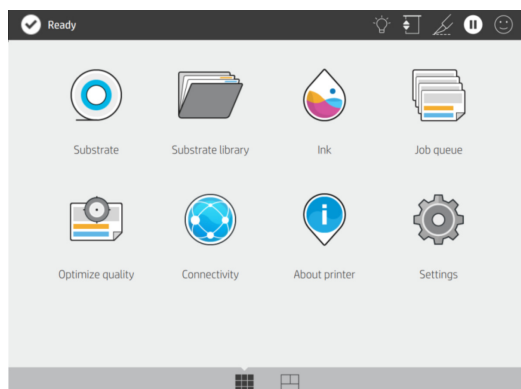 Ready
Substrate
Substrate library
Ink
Job queue
Optimize quality
Connectivity
About printer
Settings